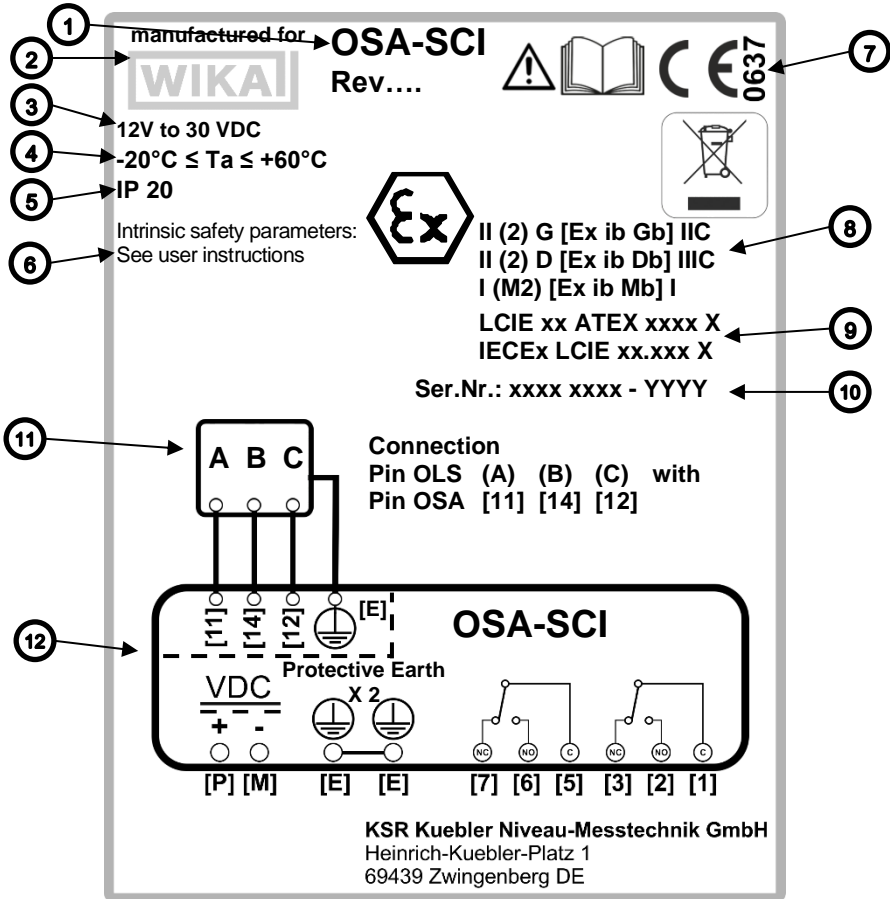 1
manufactured for
OSA-SCI
2
WIKAI
Rev....
CE 0637
7
3
12V to 30 VDC
4
-20°C ≤ Ta ≤ +60°C
5
IP 20
Ex
6
Intrinsic safety parameters:
See user instructions
II (2) G [Ex ib Gb] IIC
II (2) D [Ex ib Db] IIIC
I (M2) [Ex ib Mb] I
8
LCIE xx ATEX xxxx X
IECEx LCIE xx.xxx X
9
Ser.Nr.: xxxx xxxx - YYYY
10
11
A B C
Connection
Pin OLS (A) (B) (C) with
Pin OSA [11] [14] [12]
12
[11] [14] [12] [E]
OSA-SCI
Protective Earth
X 2
VDC
+ -
NC NO C NC NO C
[P] [M] [E] [E] [7] [6] [5] [3] [2] [1]
KSR Kuebler Niveau-Messtechnik GmbH
Heinrich-Kuebler-Platz 1
69439 Zwingenberg DE